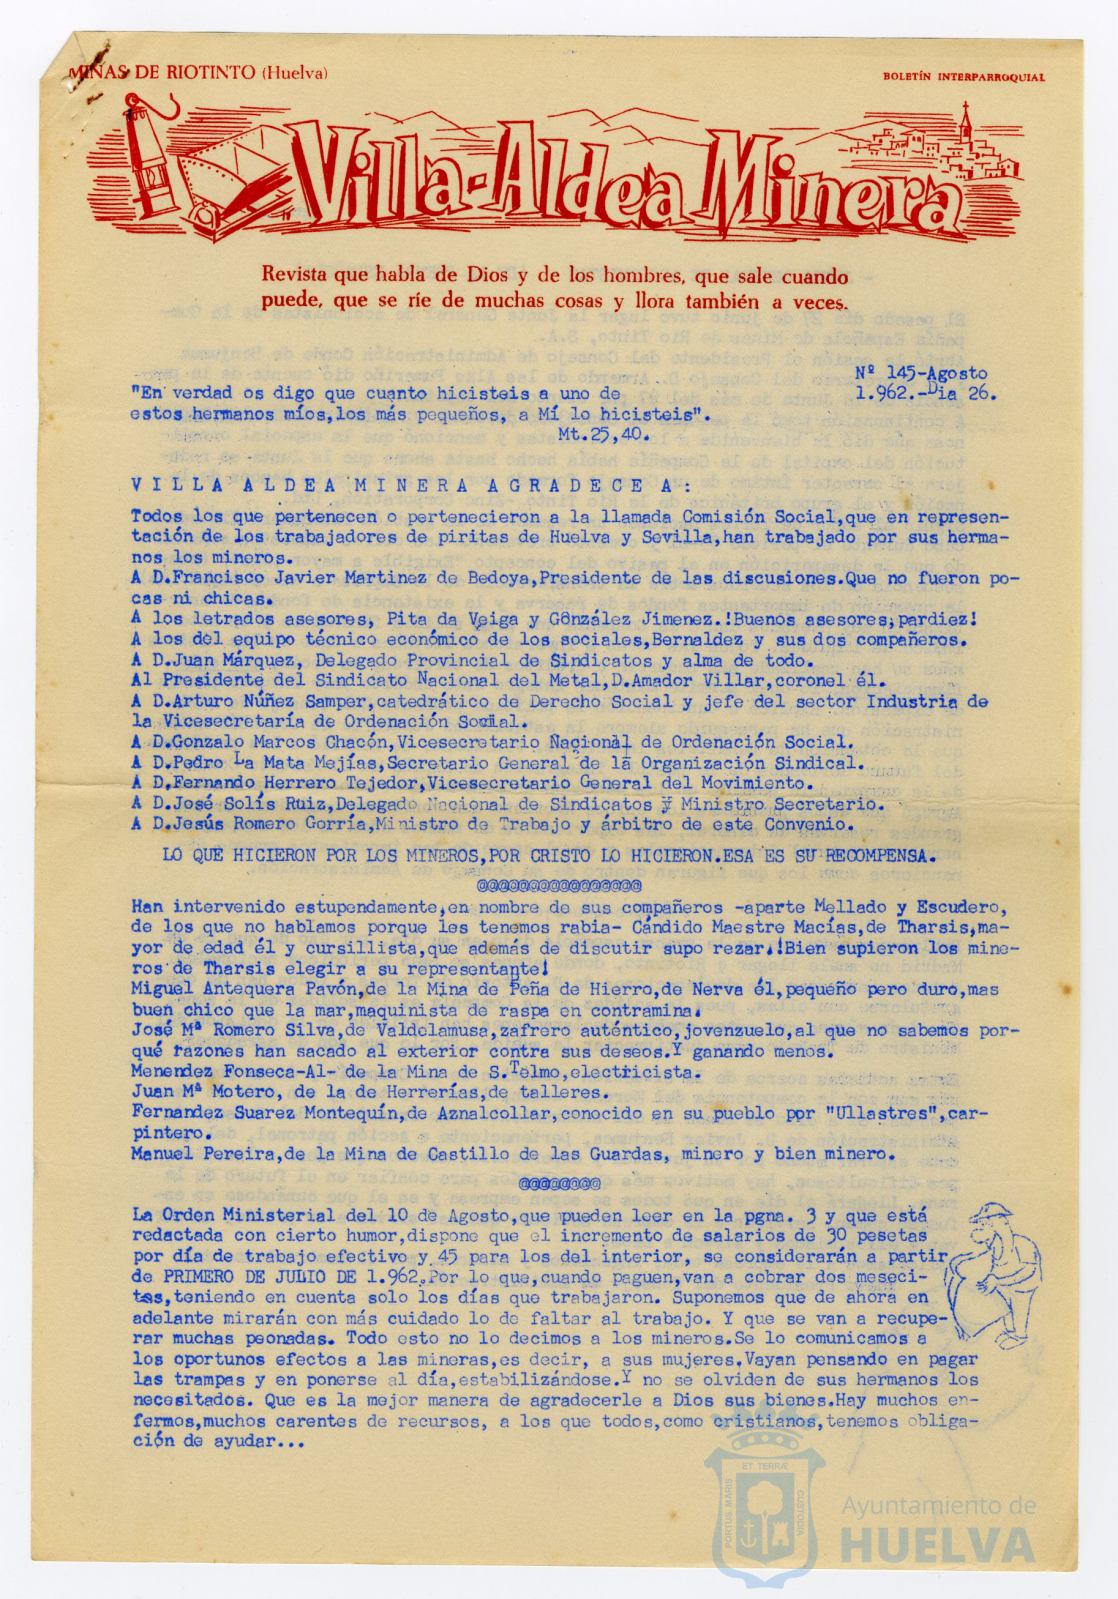 MINAS DE RIOTINTO (Huelva)
BOLETÍN INTERPARROQUIAL
Villa-Aldea Minera
Revista que habla de Dios y de los hombres, que sale cuando
puede, que se ríe de muchas cosas y llora también a veces.
Nº 145-Agosto
1.962.-Dia 26.
"En verdad os digo que cuanto hicisteis a uno de
estos hermanos míos,los más pequeños, a Mí lo hicisteis".
Mt.25,40.
VILLA ALDEA MINERA AGRADECE A:
Todos los que pertenecen o pertenecieron a la llamada Comisión Social,que en represen-
tación de los trabajadores de piritas de Huelva y Sevilla,han trabajado por sus herma-
nos los mineros.
A D.Francisco Javier Martinez de Bedoya,Presidente de las discusiones.Que no fueron po-
cas ni chicas.
A los letrados asesores, Pita da Veiga y González Jimenez.!Buenos asesores,pardiez!
A los del equipo técnico económico de los sociales,Bernaldez y sus dos compañeros.
A D.Juan Márquez, Delegado Provincial de Sindicatos y alma de todo.
Al Presidente del Sindicato Nacional del Metal,D.Amador Villar,coronel él.
A D.Arturo Núñez Samper,catedrático de Derecho Social y jefe del sector Industria de
la Vicesecretaría de Ordenación Social.
A D.Gonzalo Marcos Chacón,Vicesecretario Nacional de Ordenación Social.
A D.Pedro La Mata Mejías,Secretario General de la Organización Sindical.
A D.Fernando Herrero Tejedor,Vicesecretario General del Movimiento.
A D.José Solís Ruiz,Delegado Nacional de Sindicatos y Ministro Secretario.
A D.Jesús Romero Gorría,Ministro de Trabajo y árbitro de este Convenio.
LO QUE HICIERON POR LOS MINEROS,POR CRISTO LO HICIERON.ESA ES SU RECOMPENSA.
@@@@@@@@@@@@@@@@
Han intervenido estupendamente,en nombre de sus compañeros -aparte Mellado y Escudero,
de los que no hablamos porque les tenemos rabia- Cándido Maestre Macías,de Tharsis,ma-
yor de edad él y cursillista,que además de discutir supo rezar.!Bien supieron los mine-
ros de Tharsis elegir a su representante!
Miguel Antequera Pavón,de la Mina de Peña de Hierro,de Nerva él,pequeño pero duro,mas
buen chico que la mar,maquinista de raspa en contramina.
José Mª Romero Silva,de Valdelamusa,zafrero auténtico,jovenzuelo,al que no sabemos por-
qué razones han sacado al exterior contra sus deseos.Y ganando menos.
Menendez Fonseca-Al- de la Mina de S.Telmo,electricista.
Juan Mª Motero, de la de Herrerías,de talleres.
Fernandez Suarez Montequín,de Aznalcollar,conocido en su pueblo ppr "Ullastres",car-
pintero.
Manuel Pereira,de la Mina de Castillo de las Guardas, minero y bien minero.
@@@@@@@@
La Orden Ministerial del 10 de Agosto,que pueden leer en la pgna. 3 y que está
redactada con cierto humor,dispone que el incremento de salarios de 30 pesetas
por día de trabajo efectivo y 45 para los del interior, se considerarán a partir
de PRIMERO DE JULIO DE 1.962.Por lo que,cuando paguen,van a cobrar dos meseci-
tos,teniendo en cuenta solo los días que trabajaron. Suponemos que de ahora en
adelante mirarán con más cuidado lo de faltar al trabajo. Y que se van a recupe-
rar muchas peonadas. Todo esto no lo decimos a los mineros.Se lo comunicamos a
los oportunos efectos a las mineras,es decir, a sus mujeres.Vayan pensando en pagar
las trampas y en ponerse al día,estabilizándose.Y no se olviden de sus hermanos los
necesitados. Que es la mejor manera de agradecerle a Dios sus bienes.Hay muchos en-
fermos,muchos carentes de recursos, a los que todos,como cristianos,tenemos obliga-
ción de ayudar...
PORTUS MARIS ET TERRÆ CUSTODIA
Ayuntamiento de
HUELVA